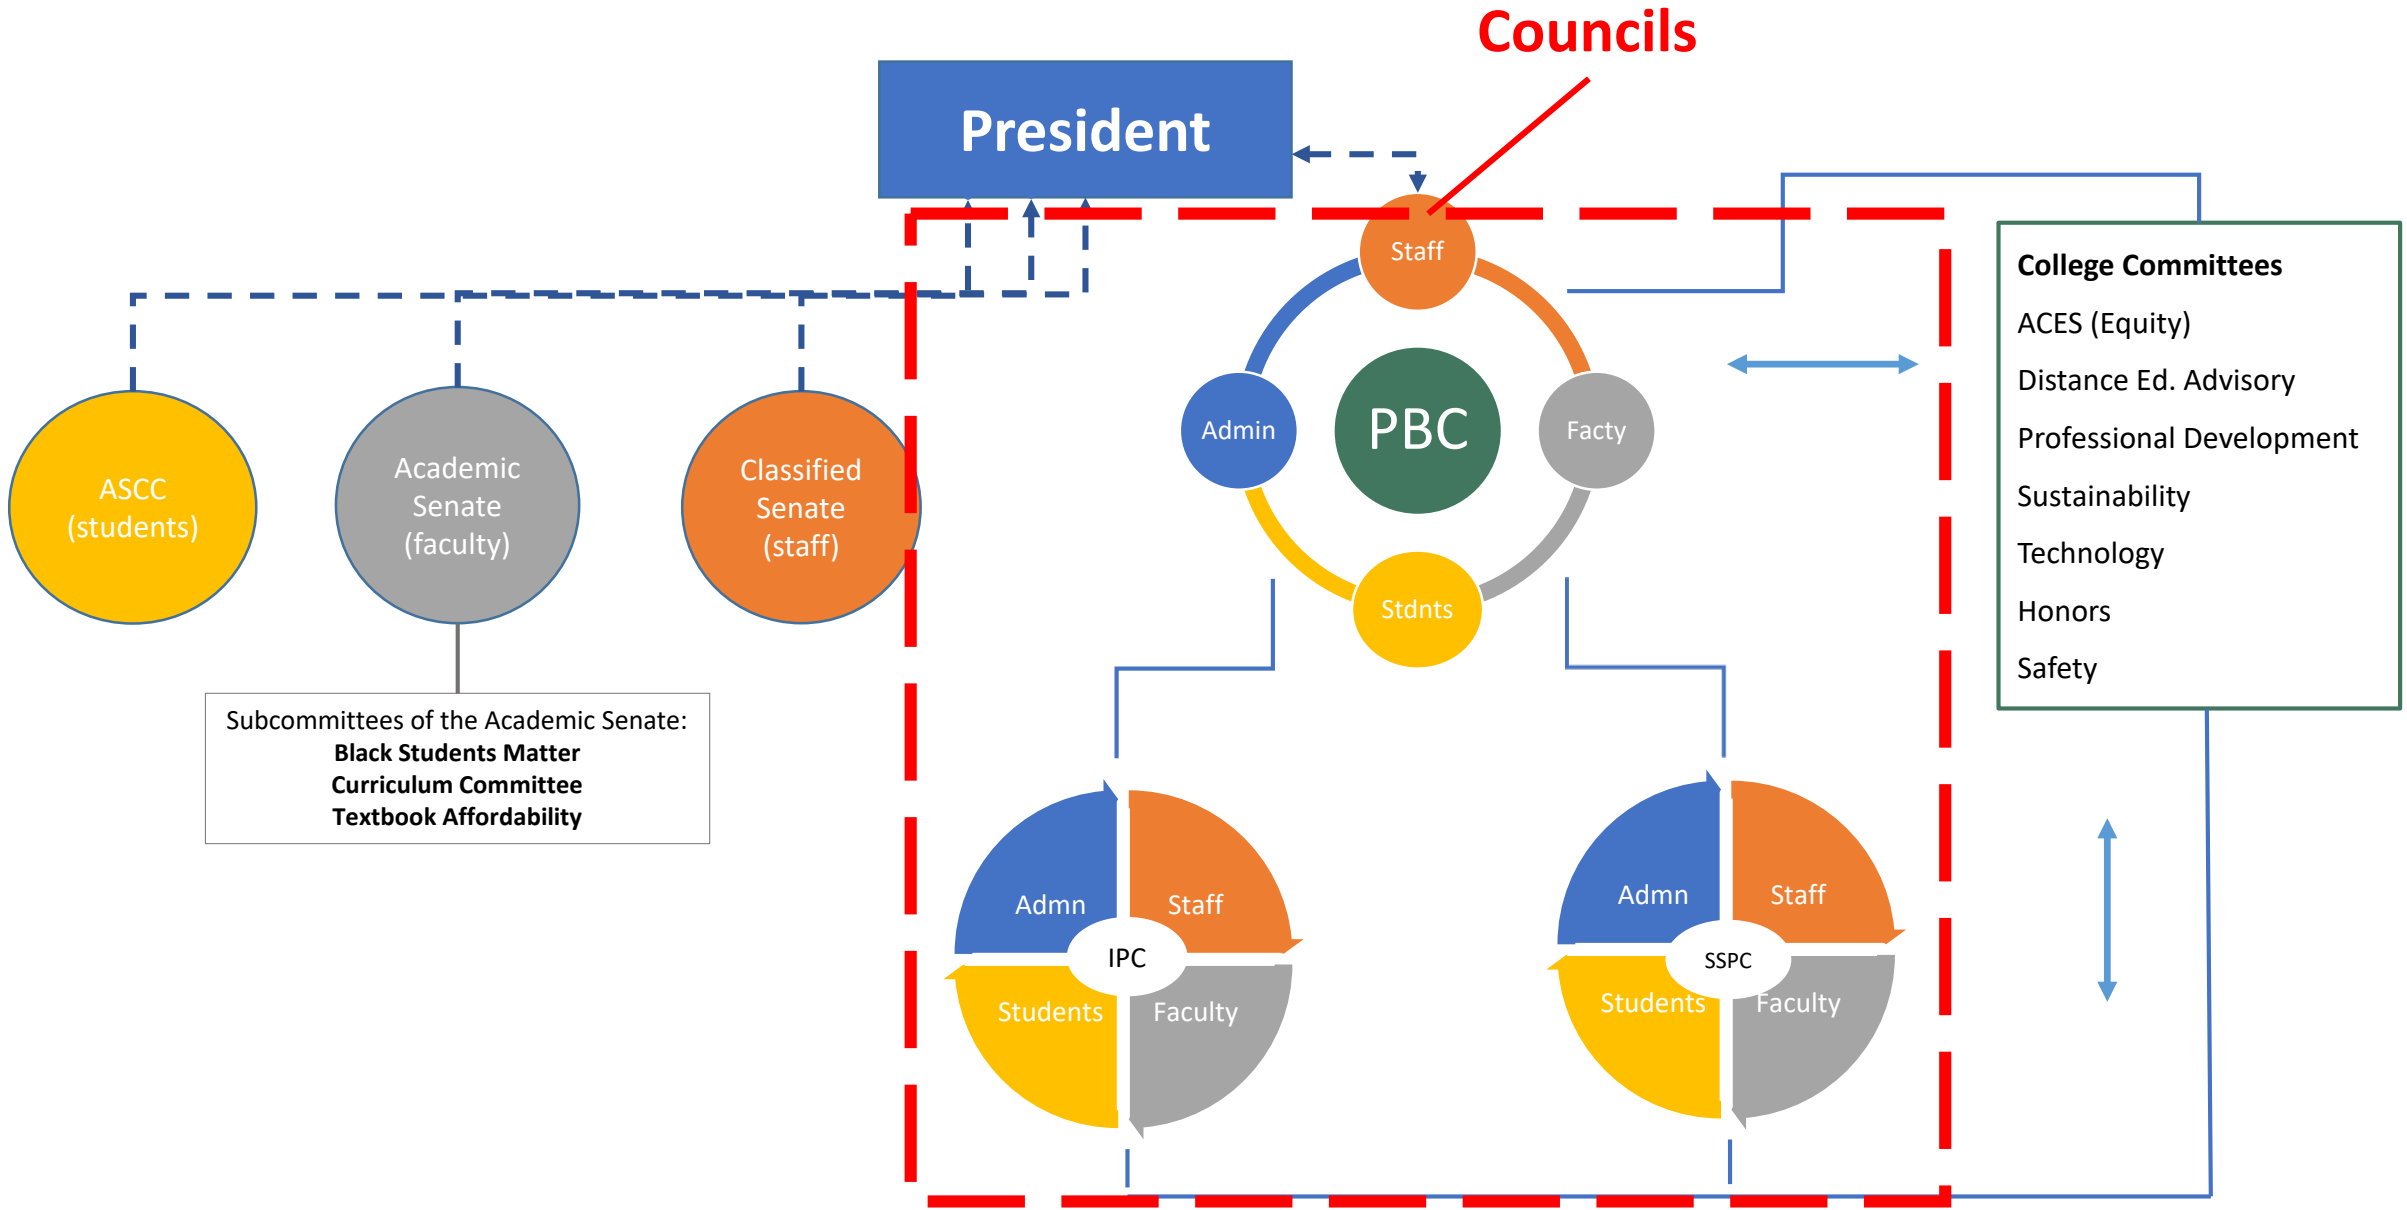 Councils
President
Staff
Admin
PBC
Facty
Stdnts
College Committees
ACES (Equity)
Distance Ed. Advisory
Professional Development
Sustainability
Technology
Honors
Safety
ASCC
(students)
Academic
Senate
(faculty)
Classified
Senate
(staff)
Subcommittees of the Academic Senate:
Black Students Matter
Curriculum Committee
Textbook Affordability
Admn
Staff
IPC
Students
Faculty
Admn
Staff
SSPC
Students
Faculty